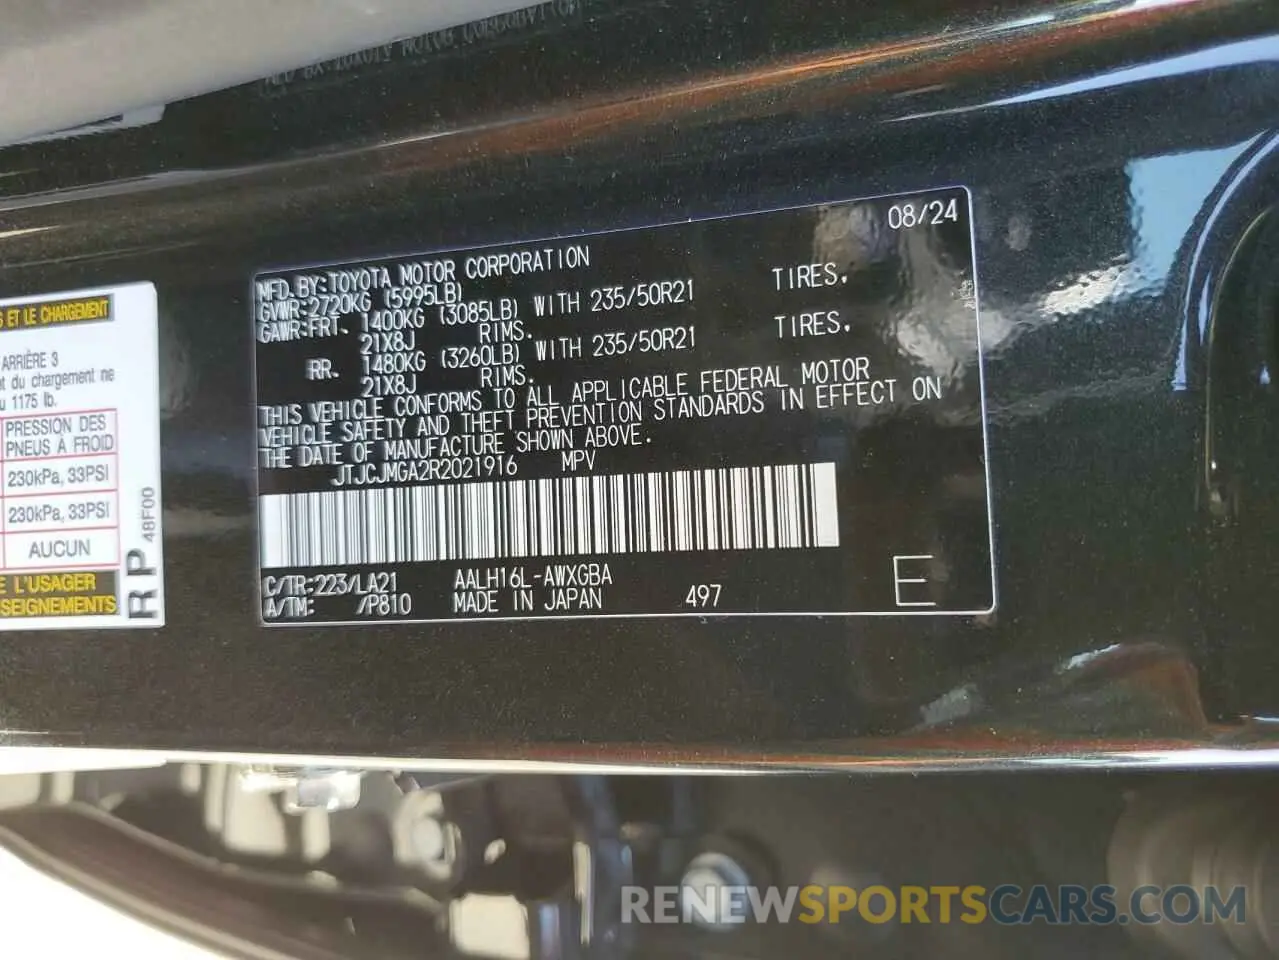 08/24
MFD.BY:TOYOTA MOTOR CORPORATION
GVWR:2720KG (5995LB)
GAWR:FRT. 1400KG (3085LB) WITH 235/50R21 TIRES.
21X8J RIMS.
RR. 1480KG (3260LB) WITH 235/50R21 TIRES.
21X8J RIMS.
THIS VEHICLE CONFORMS TO ALL APPLICABLE FEDERAL MOTOR
VEHICLE SAFETY AND THEFT PREVENTION STANDARDS IN EFFECT ON
THE DATE OF MANUFACTURE SHOWN ABOVE.
JTJCJMGA2R2021916 MPV
C/TR:223/LA21 AALH16L-AWXGBA
A/TM: /P810 MADE IN JAPAN 497 E
S ET LE CHARGEMENT
ARRIÈRE 3
du chargement ne
1175 lb.
PRESSION DES
PNEUS À FROID
230kPa, 33PSI
230kPa, 33PSI
AUCUN
L'USAGER
SEIGNEMENTS
RP 48F00
RENEWSPORTSCARS.COM